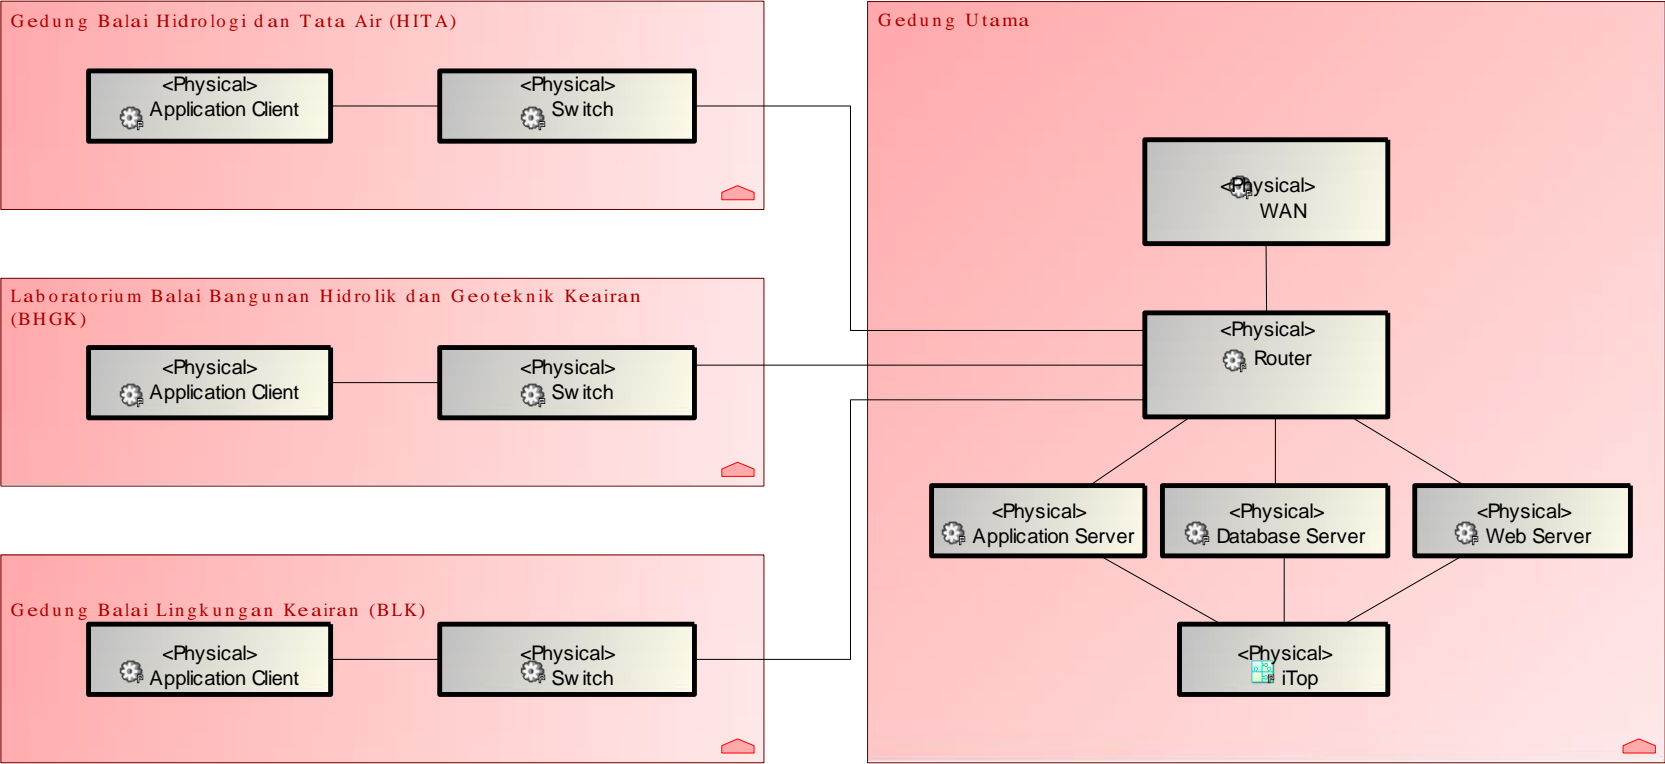 Gedung Balai Hidrologi dan Tata Air (HITA)
<Physical>
Application Client
<Physical>
Switch
Laboratorium Balai Bangunan Hidrolik dan Geoteknik Keairan
(BHGK)
<Physical>
Application Client
<Physical>
Switch
Gedung Balai Lingkungan Keairan (BLK)
<Physical>
Application Client
<Physical>
Switch
Gedung Utama
<Physical>
WAN
<Physical>
Router
<Physical>
Application Server
<Physical>
Database Server
<Physical>
Web Server
<Physical>
iTop